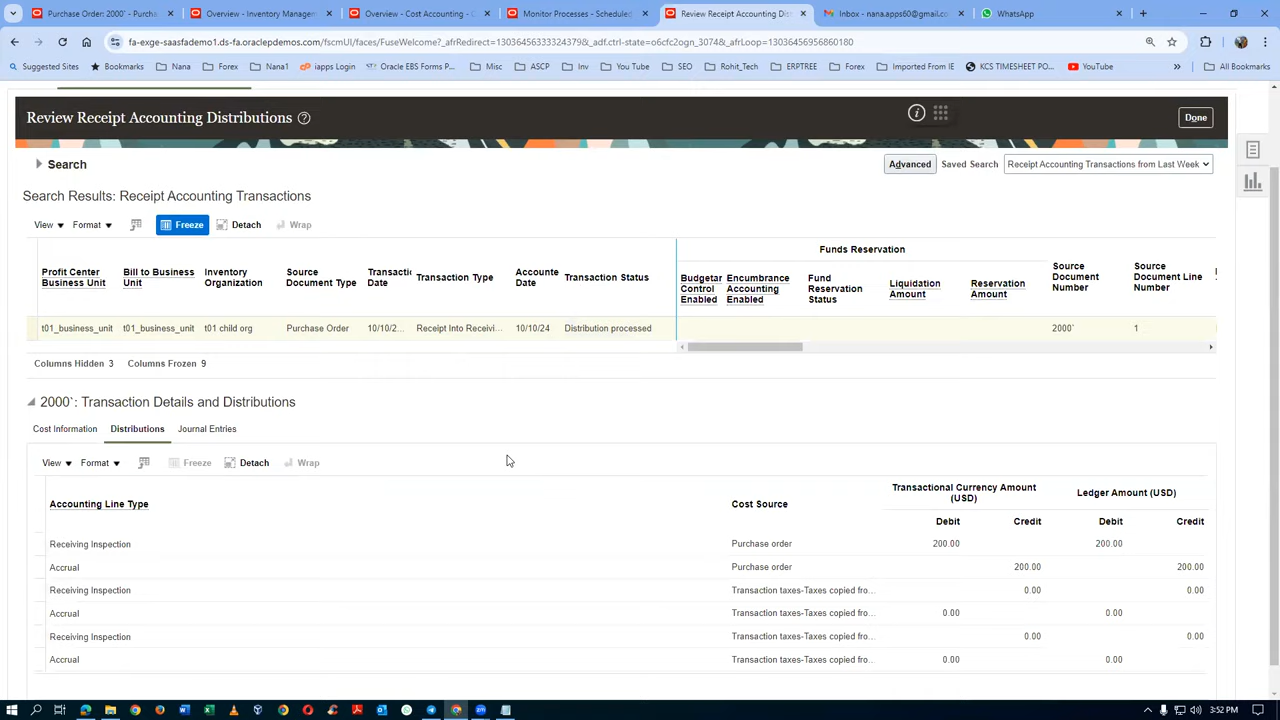 Purchase Order: 2000` - Purcha
Overview - Inventory Managem
Overview - Cost Accounting - C
Monitor Processes - Scheduled
Review Receipt Accounting Dist
Inbox - nana.apps60@gmail.co
WhatsApp
fa-exge-saasfademo1.ds-fa.oraclepdemos.com/fscmUI/faces/FuseWelcome?_afrRedirect=13036456333324379&_adf.ctrl-state=o6cfc2ogn_3074&_afrLoop=13036456956860180
Suggested Sites Bookmarks Nana Forex Nana1 iapps Login Oracle EBS Forms P... Misc ASCP Inv You Tube SEO Rohit_Tech ERPTREE Forex Imported From IE KCS TIMESHEET PO... YouTube » All Bookmarks
Review Receipt Accounting Distributions
Done
Search
Advanced Saved Search Receipt Accounting Transactions from Last Week
Search Results: Receipt Accounting Transactions
View Format Freeze Detach Wrap
Funds Reservation
Profit Center Business Unit
Bill to Business Unit
Inventory Organization
Source Document Type
Transactic Date
Transaction Type
Accounte Date
Transaction Status
Budgetar Control Enabled
Encumbrance Accounting Enabled
Fund Reservation Status
Liquidation Amount
Reservation Amount
Source Document Number
Source Document Line Number
t01_business_unit t01_business_unit t01 child org Purchase Order 10/10/2... Receipt Into Receivi... 10/10/24 Distribution processed 2000` 1
Columns Hidden 3 Columns Frozen 9
2000`: Transaction Details and Distributions
Cost Information Distributions Journal Entries
View Format Freeze Detach Wrap
Accounting Line Type
Cost Source
Transactional Currency Amount (USD)
Ledger Amount (USD)
Debit Credit Debit Credit
Receiving Inspection Purchase order 200.00 200.00
Accrual Purchase order 200.00 200.00
Receiving Inspection Transaction taxes-Taxes copied fro... 0.00 0.00
Accrual Transaction taxes-Taxes copied fro... 0.00 0.00
Receiving Inspection Transaction taxes-Taxes copied fro... 0.00 0.00
Accrual Transaction taxes-Taxes copied fro... 0.00 0.00
3:52 PM